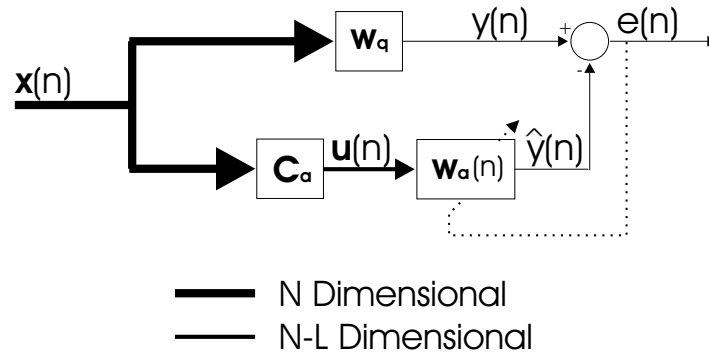 w_q y(n) + e(n)
-
x(n)
C_a u(n) w_a(n) ŷ(n)
N Dimensional
N-L Dimensional